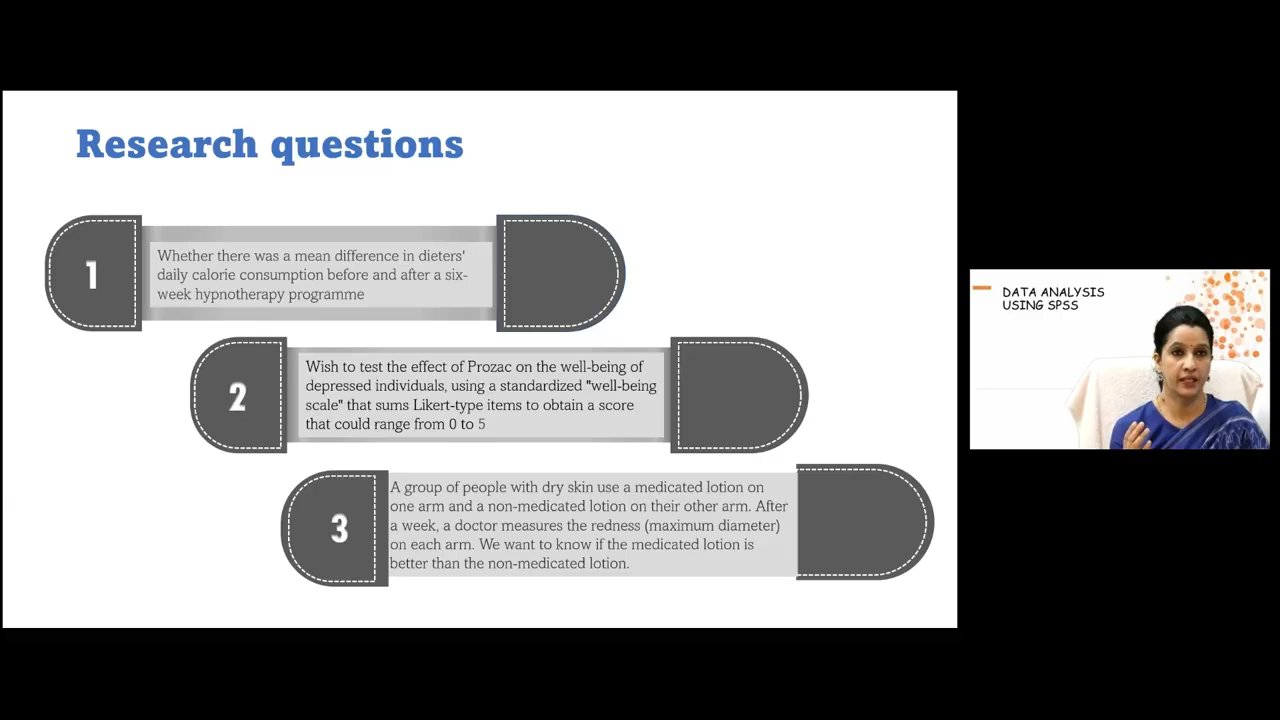 Research questions
1
Whether there was a mean difference in dieters'
daily calorie consumption before and after a six-
week hypnotherapy programme
2
Wish to test the effect of Prozac on the well-being of
depressed individuals, using a standardized "well-being
scale" that sums Likert-type items to obtain a score
that could range from 0 to 5
3
A group of people with dry skin use a medicated lotion on
one arm and a non-medicated lotion on their other arm. After
a week, a doctor measures the redness (maximum diameter)
on each arm. We want to know if the medicated lotion is
better than the non-medicated lotion.
DATA ANALYSIS
USING SPSS